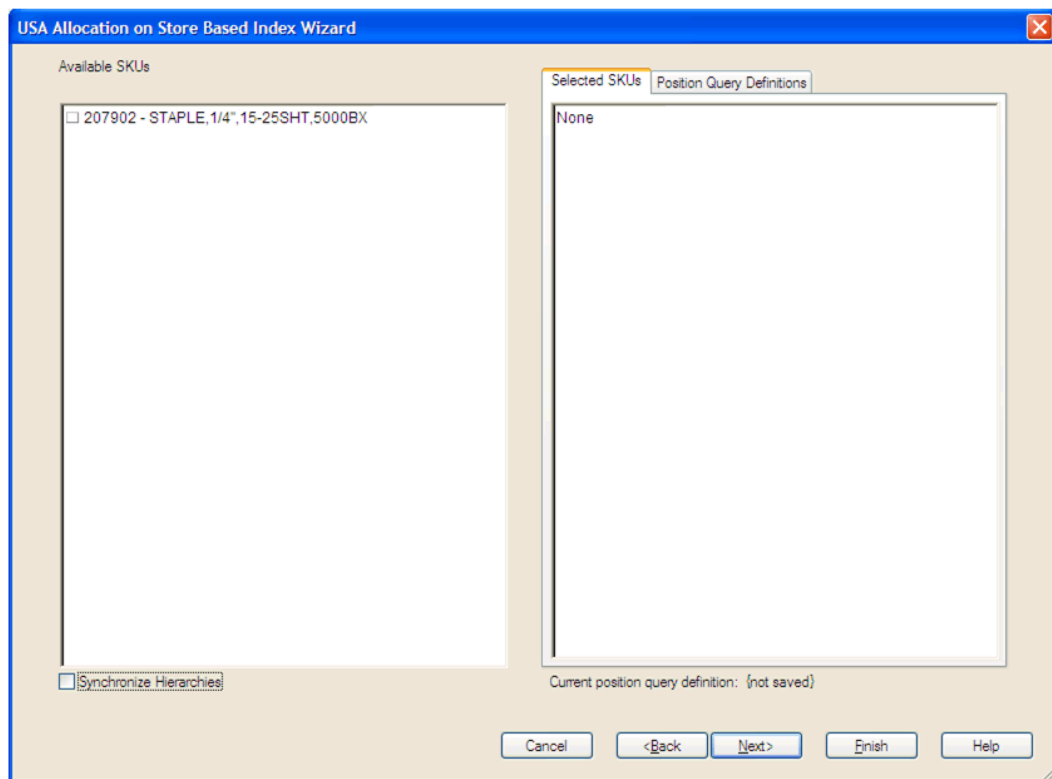 USA Allocation on Store Based Index Wizard
Available SKUs
Selected SKUs
Position Query Definitions
207902 - STAPLE,1/4",15-25SHT,5000BX
None
Synchronize Hierarchies
Current position query definition: {not saved}
Cancel
<Back
Next>
Finish
Help